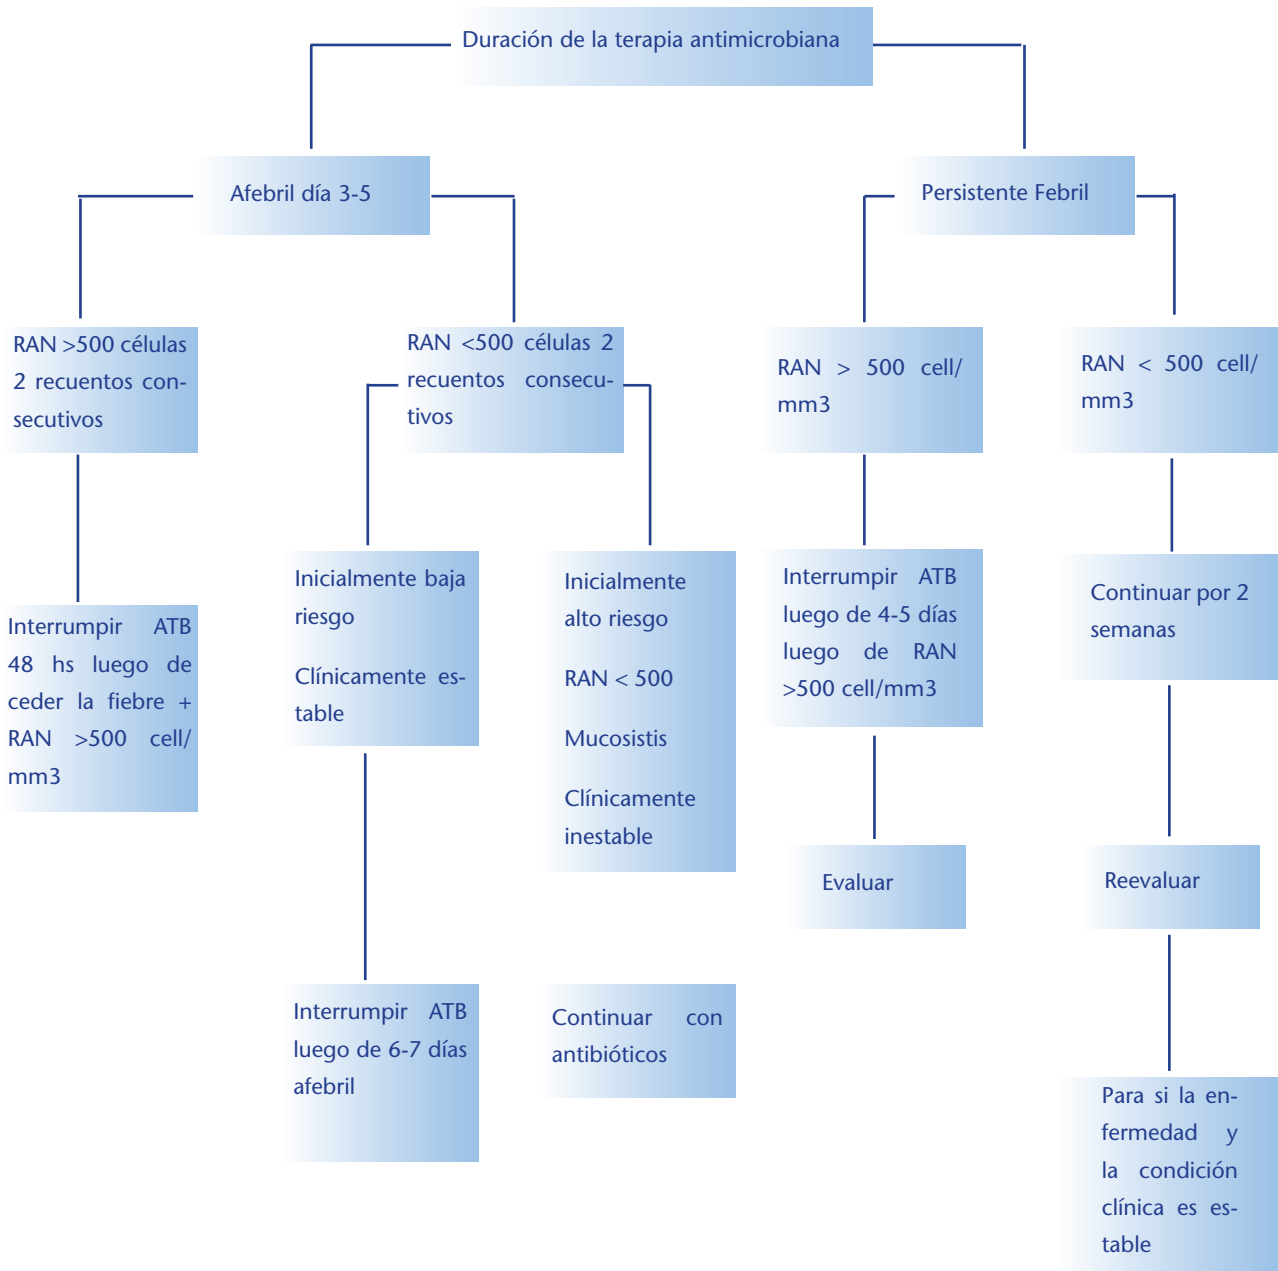 Duración de la terapia antimicrobiana
Afebril día 3-5
Persistente Febril
RAN >500 células
2 recuentos con-
secutivos
RAN <500 células 2
recuentos consecu-
tivos
RAN > 500 cell/
mm3
RAN < 500 cell/
mm3
Interrumpir ATB
48 hs luego de
ceder la fiebre +
RAN >500 cell/
mm3
Inicialmente baja
riesgo
Clínicamente es-
table
Inicialmente
alto riesgo
RAN < 500
Mucosistis
Clínicamente
inestable
Interrumpir ATB
luego de 4-5 días
luego de RAN
>500 cell/mm3
Continuar por 2
semanas
Evaluar
Reevaluar
Interrumpir ATB
luego de 6-7 días
afebril
Continuar con
antibióticos
Para si la en-
fermedad y
la condición
clínica es es-
table